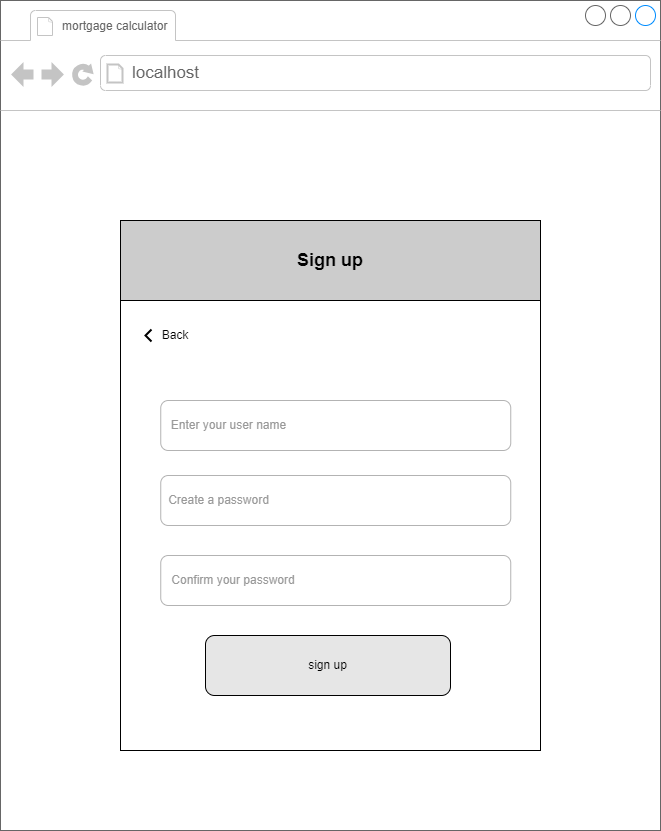 mortgage calculator
localhost
Sign up
Back
Enter your user name
Create a password
Confirm your password
sign up